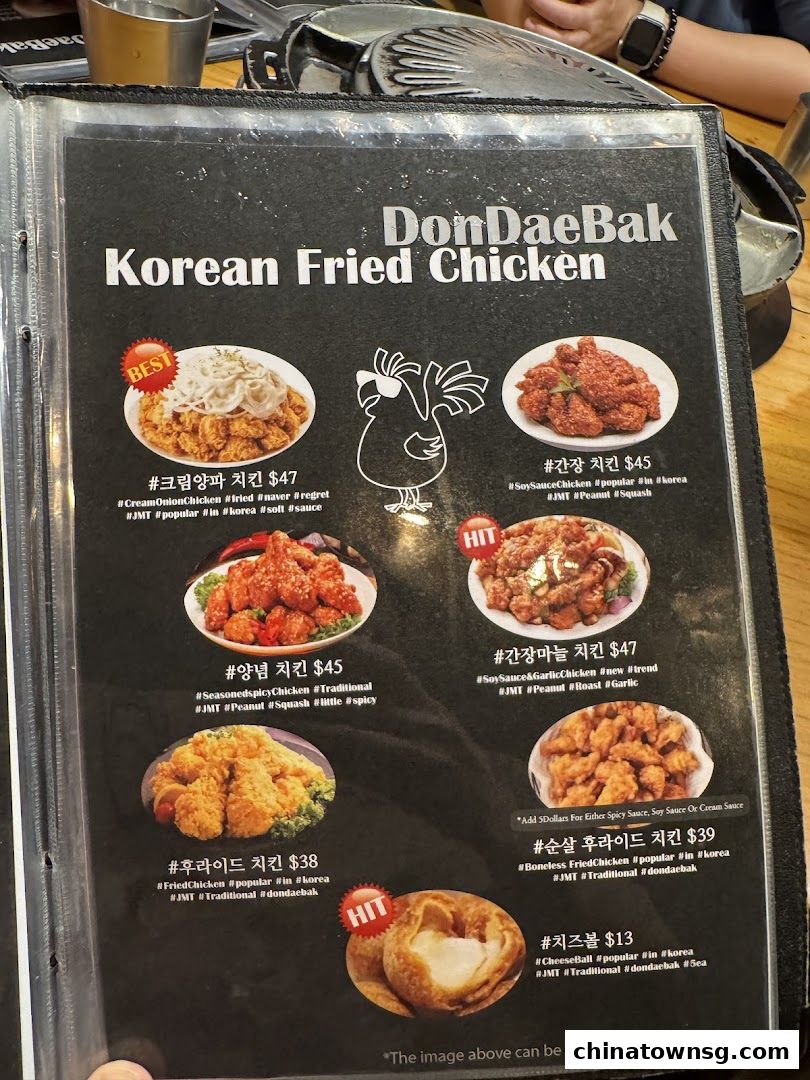 DonDaeBak
Korean Fried Chicken
BEST
#크림양파 치킨 $47
#CreamOnionChicken #fried #naver #regret
#JMT #popular #in #korea #soft #sauce
#간장 치킨 $45
#SoySauceChicken #popular #in #korea
#JMT #Peanut #Squash
#양념 치킨 $45
#SeasonedspicyChicken #Traditional
#JMT #Peanut #Squash #little #spicy
HIT
#간장마늘 치킨 $47
#SoySauce&GarlicChicken #new #trend
#JMT #Peanut #Roast #Garlic
#후라이드 치킨 $38
#FriedChicken #popular #in #korea
#JMT #Traditional #dondaebak
*Add 5Dollars For Either Spicy Sauce, Soy Sauce Or Cream Sauce
#순살 후라이드 치킨 $39
#Boneless FriedChicken #popular #in #korea
#JMT #Traditional #dondaebak
HIT
#치즈볼 $13
#CheeseBall #popular #in #korea
#JMT #Traditional #dondaebak #5ea
*The image above can be
chinatownsg.com